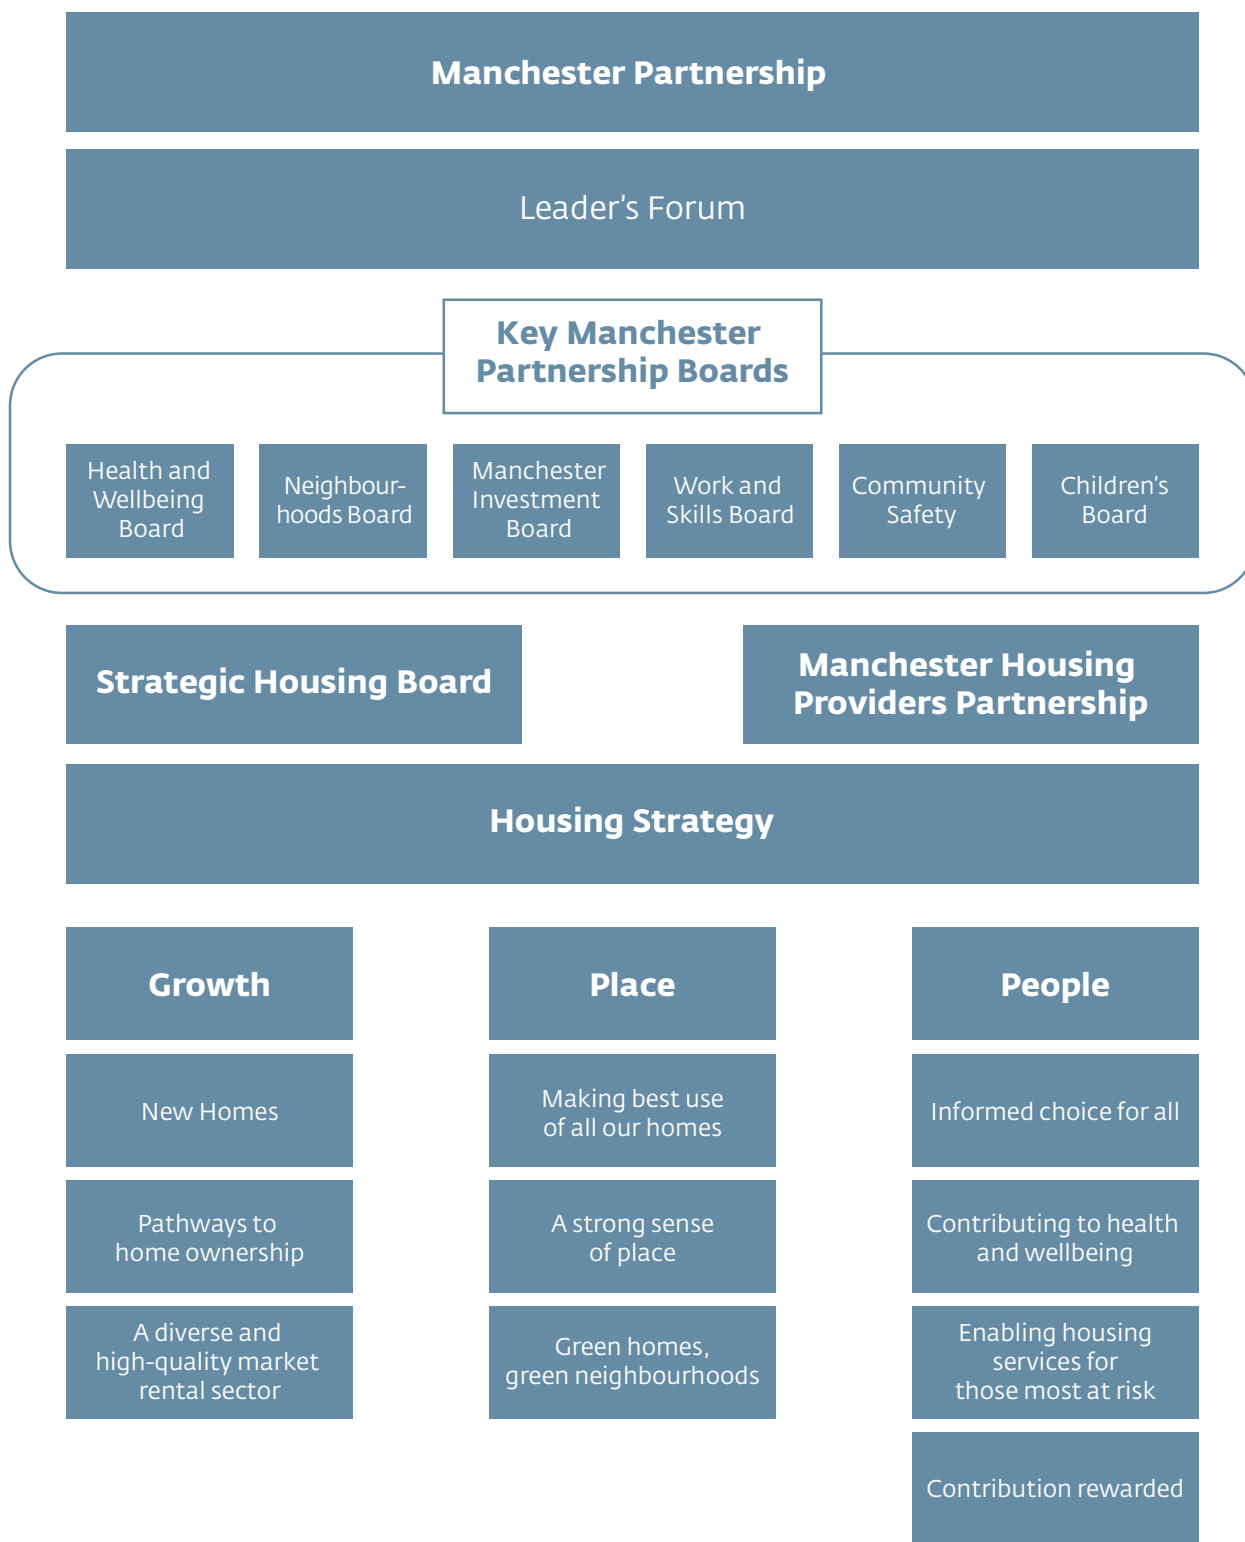 Manchester Partnership
Leader’s Forum
Key Manchester
Partnership Boards
Health and
Wellbeing
Board
Neighbour-
hoods Board
Manchester
Investment
Board
Work and
Skills Board
Community
Safety
Children’s
Board
Strategic Housing Board
Manchester Housing
Providers Partnership
Housing Strategy
Growth
New Homes
Pathways to
home ownership
A diverse and
high-quality market
rental sector
Place
Making best use
of all our homes
A strong sense
of place
Green homes,
green neighbourhoods
People
Informed choice for all
Contributing to health
and wellbeing
Enabling housing
services for
those most at risk
Contribution rewarded